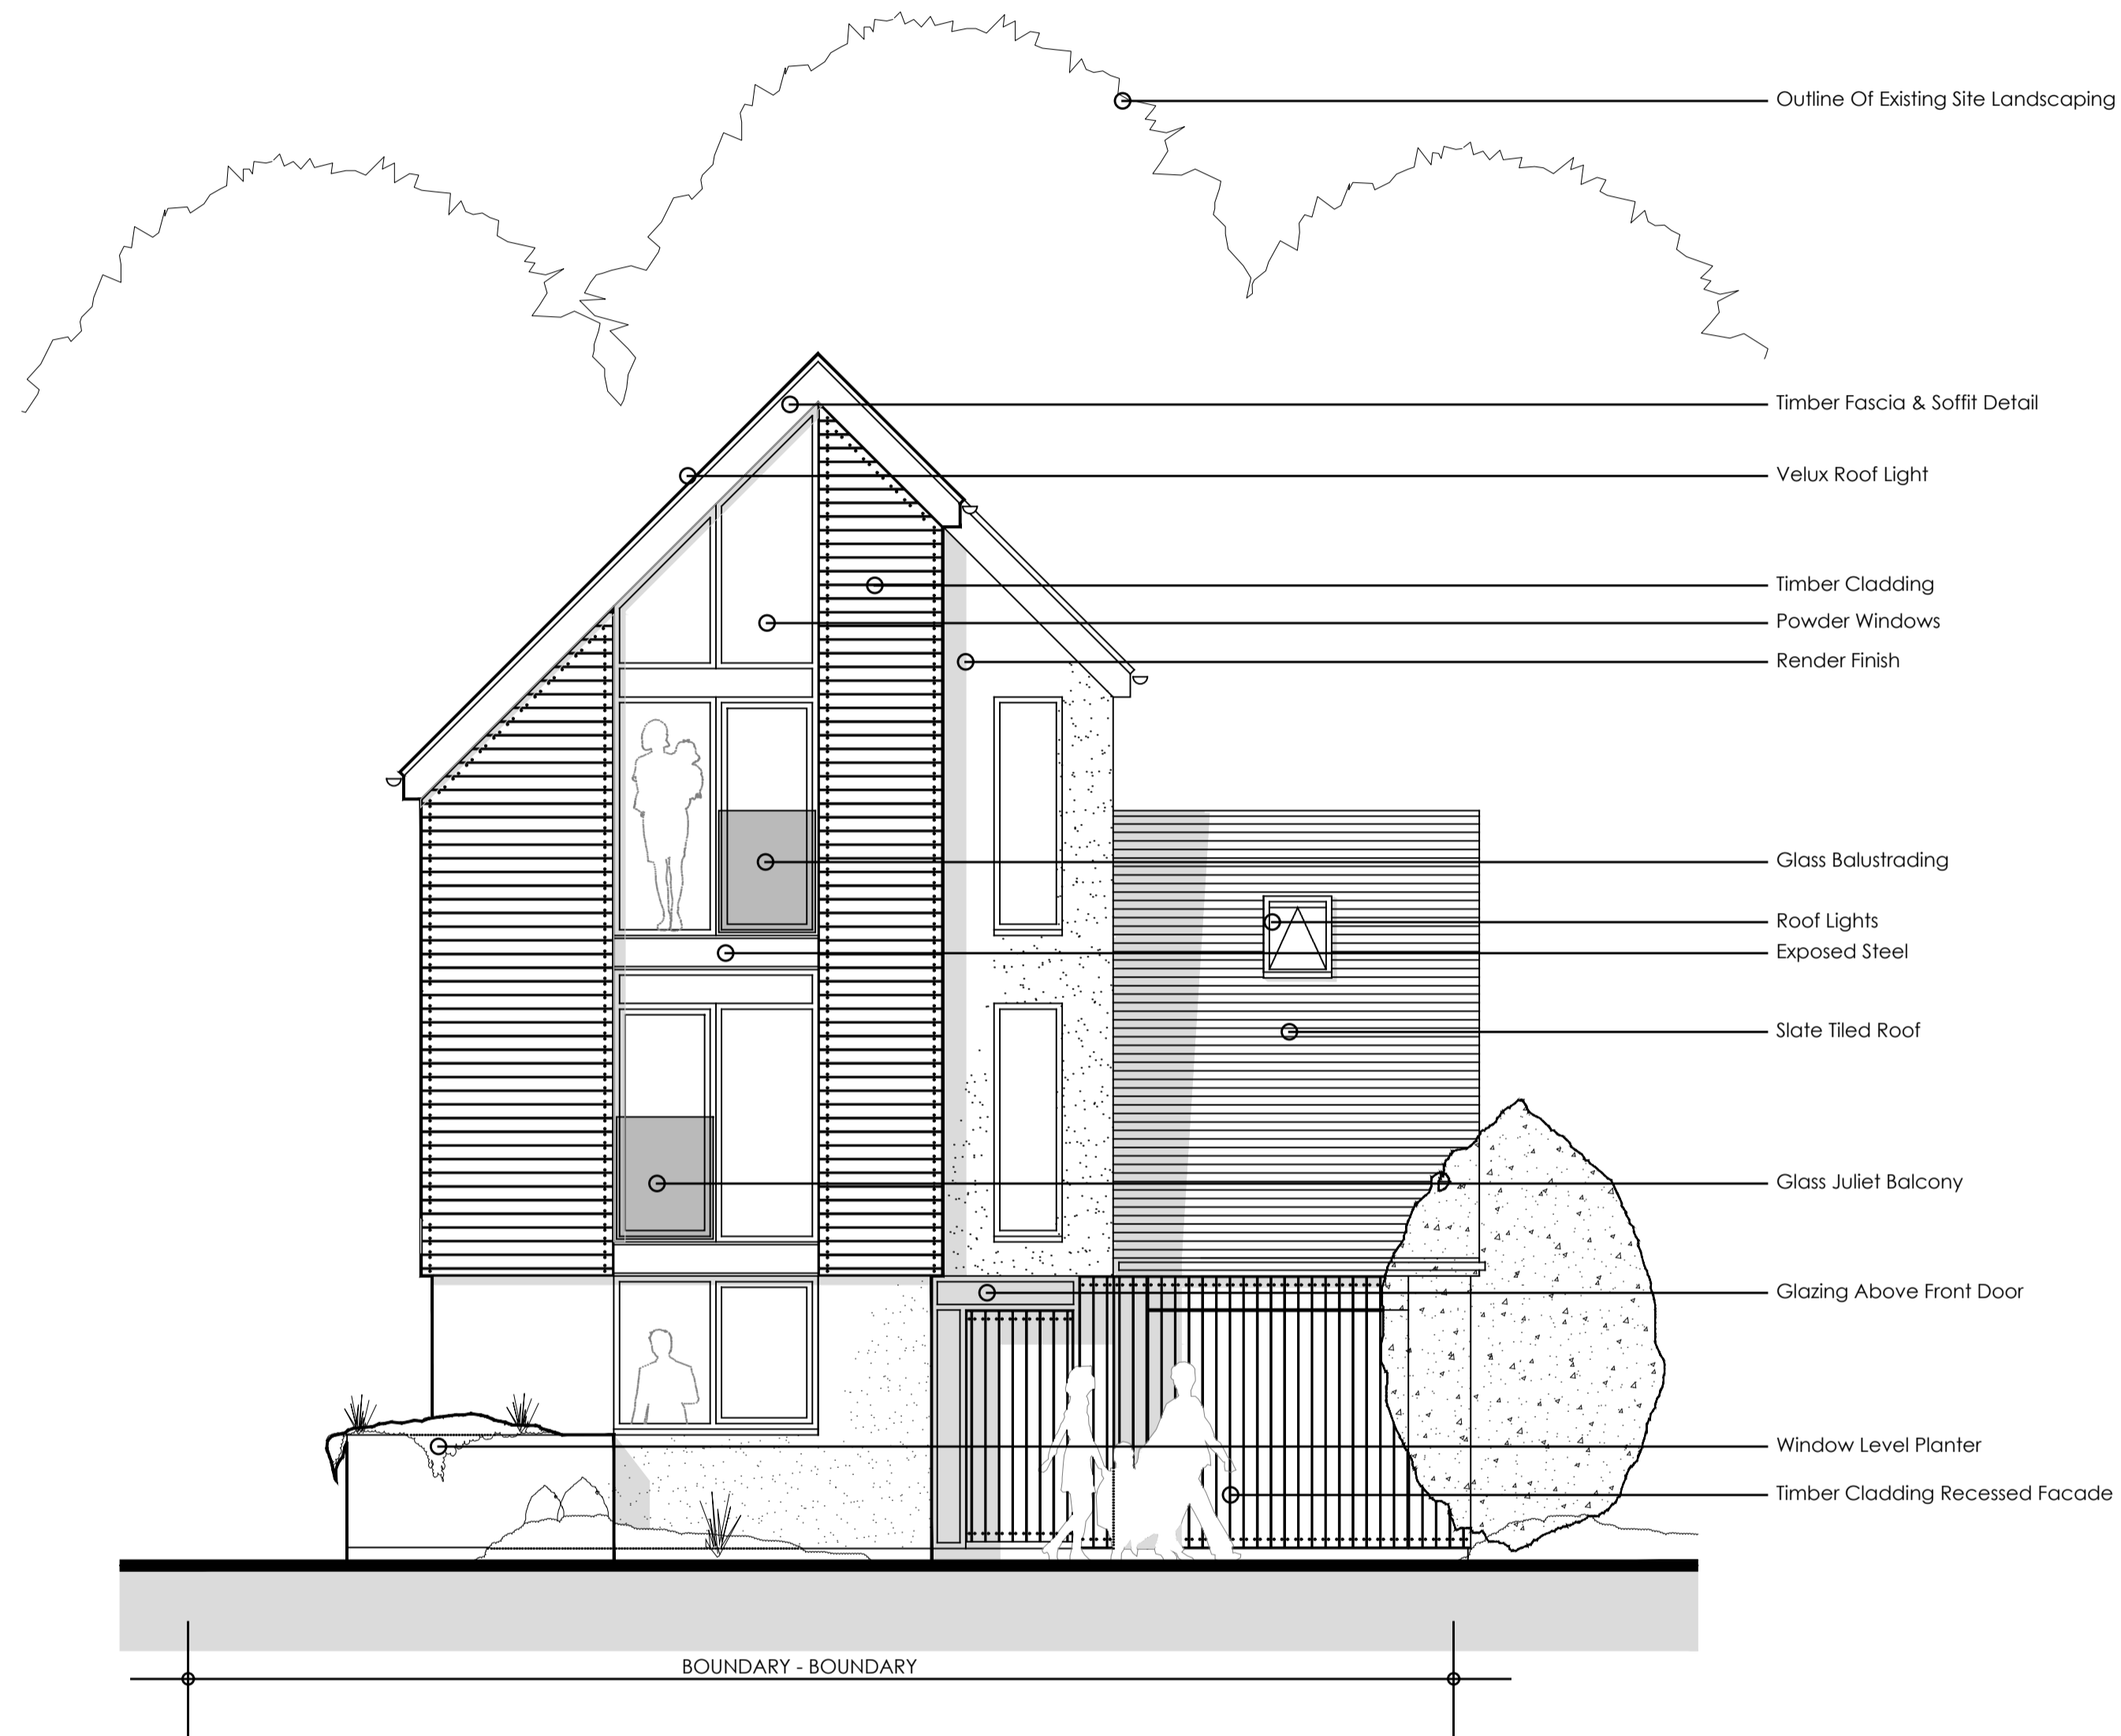 Outline Of Existing Site Landscaping
Timber Fascia & Soffit Detail
Velux Roof Light
Timber Cladding
Powder Windows
Render Finish
Glass Balustrading
Roof Lights
Exposed Steel
Slate Tiled Roof
Glass Juliet Balcony
Glazing Above Front Door
Window Level Planter
Timber Cladding Recessed Facade
BOUNDARY - BOUNDARY